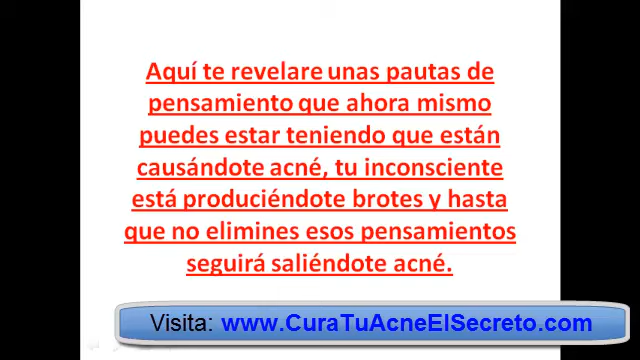 Aquí te revelare unas pautas de
pensamiento que ahora mismo
puedes estar teniendo que están
causándote acné, tu inconsciente
está produciéndote brotes y hasta
que no elimines esos pensamientos
seguirá saliéndote acné.
Visita: www.CuraTuAcneElSecreto.com